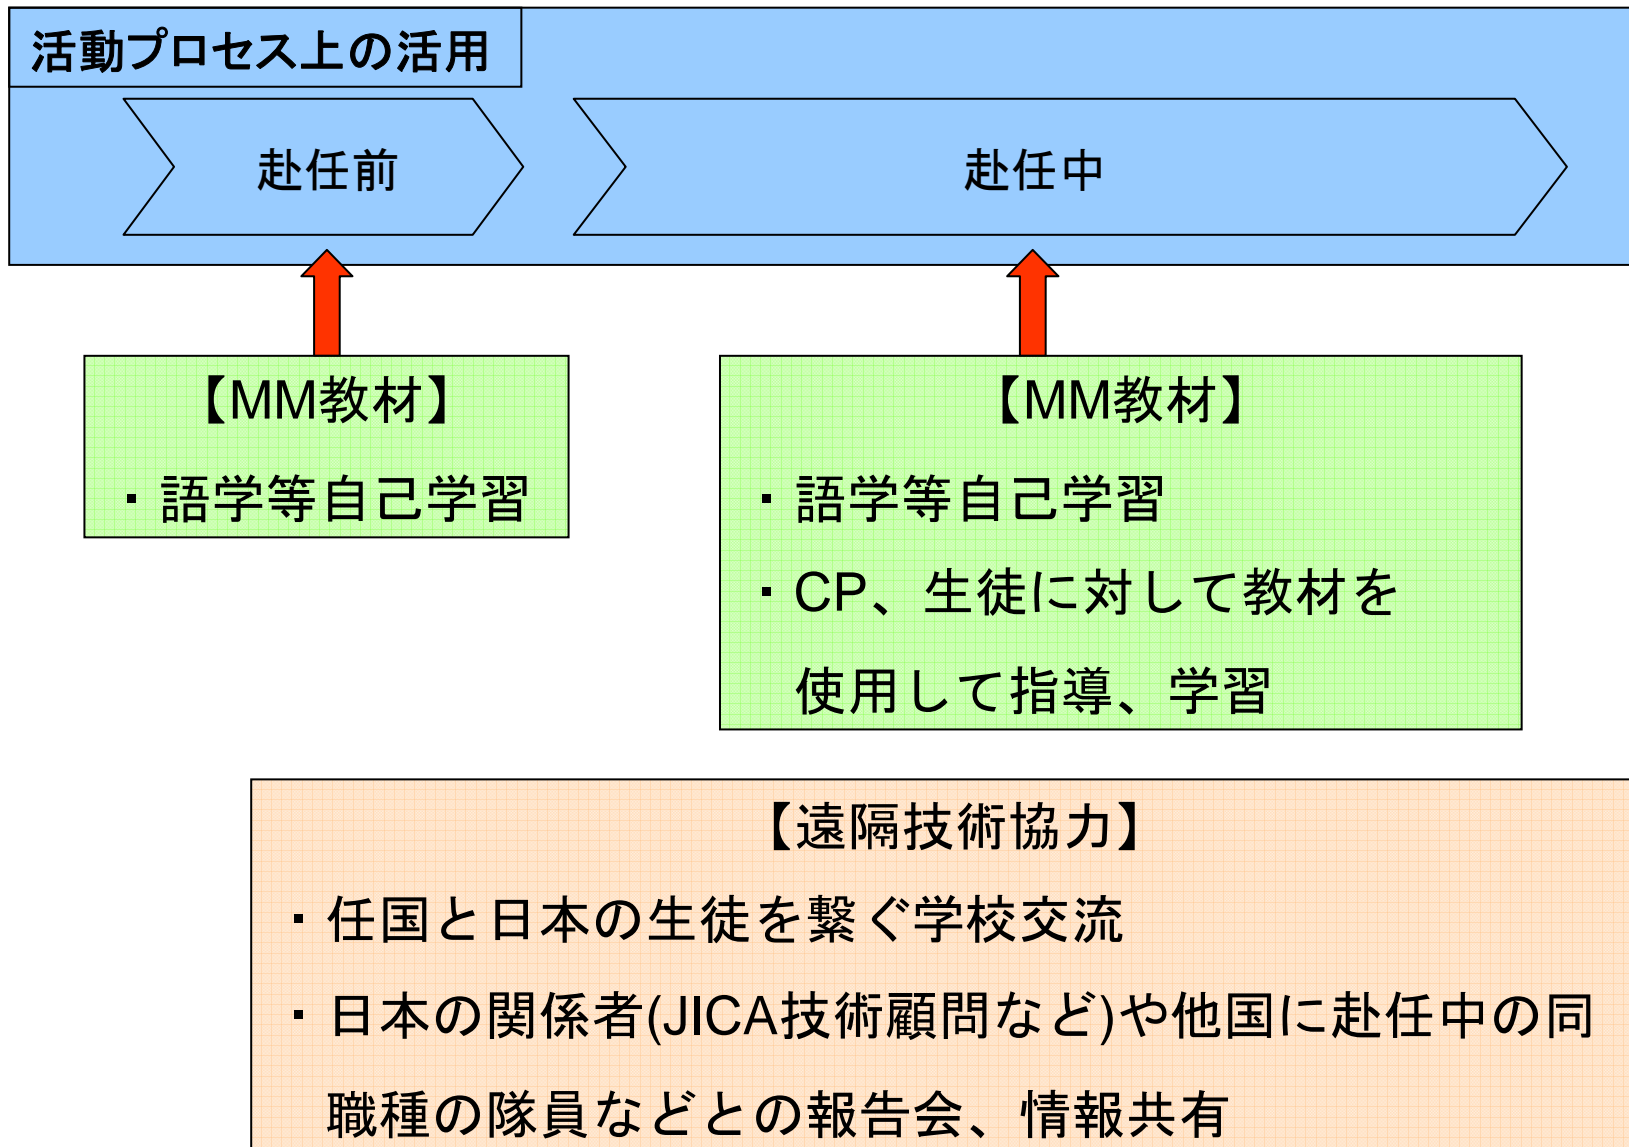 活動プロセス上の活用
赴任前
赴任中
【MM教材】
・語学等自己学習
【MM教材】
・語学等自己学習
・CP、生徒に対して教材を
使用して指導、学習
【遠隔技術協力】
・任国と日本の生徒を繋ぐ学校交流
・日本の関係者(JICA技術顧問など)や他国に赴任中の同
職種の隊員などとの報告会、情報共有